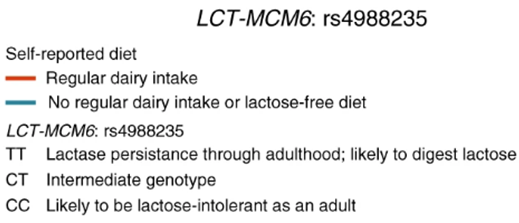 LCT-MCM6: rs4988235
Self-reported diet
Regular dairy intake
No regular dairy intake or lactose-free diet
LCT-MCM6: rs4988235
TT Lactase persistance through adulthood; likely to digest lactose
CT Intermediate genotype
CC Likely to be lactose-intolerant as an adult